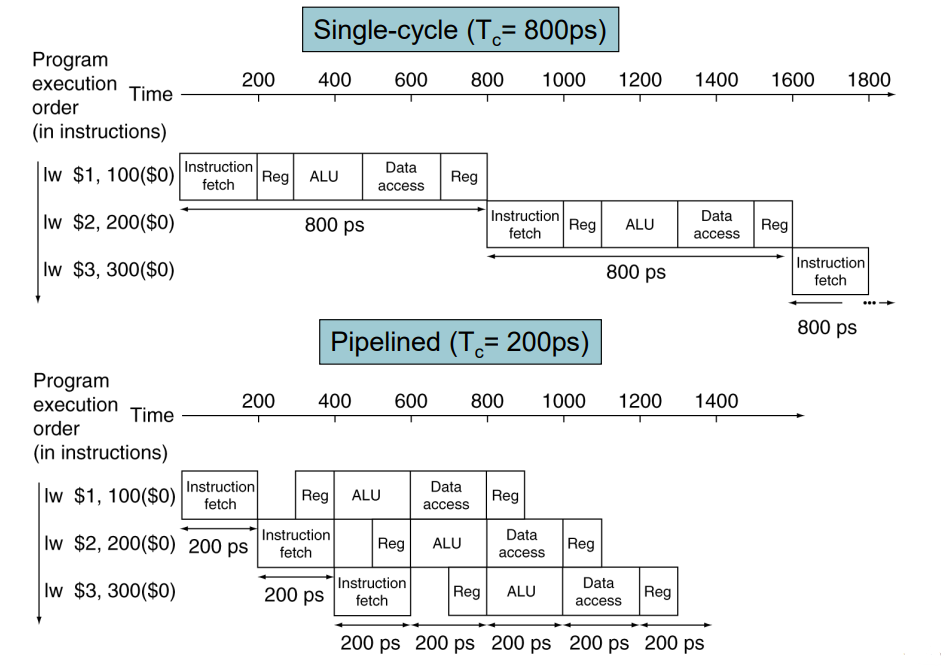 Single-cycle (Tc= 800ps)
Program
execution
order
(in instructions)
Time
200 400 600 800 1000 1200 1400 1600 1800
lw $1, 100($0)
Instruction
fetch
Reg
ALU
Data
access
Reg
800 ps
lw $2, 200($0)
Instruction
fetch
Reg
ALU
Data
access
Reg
800 ps
lw $3, 300($0)
Instruction
fetch
...
800 ps
Pipelined (Tc= 200ps)
Program
execution
order
(in instructions)
Time
200 400 600 800 1000 1200 1400
lw $1, 100($0)
Instruction
fetch
Reg
ALU
Data
access
Reg
200 ps
lw $2, 200($0)
Instruction
fetch
Reg
ALU
Data
access
Reg
200 ps
lw $3, 300($0)
Instruction
fetch
Reg
ALU
Data
access
Reg
200 ps 200 ps 200 ps 200 ps 200 ps